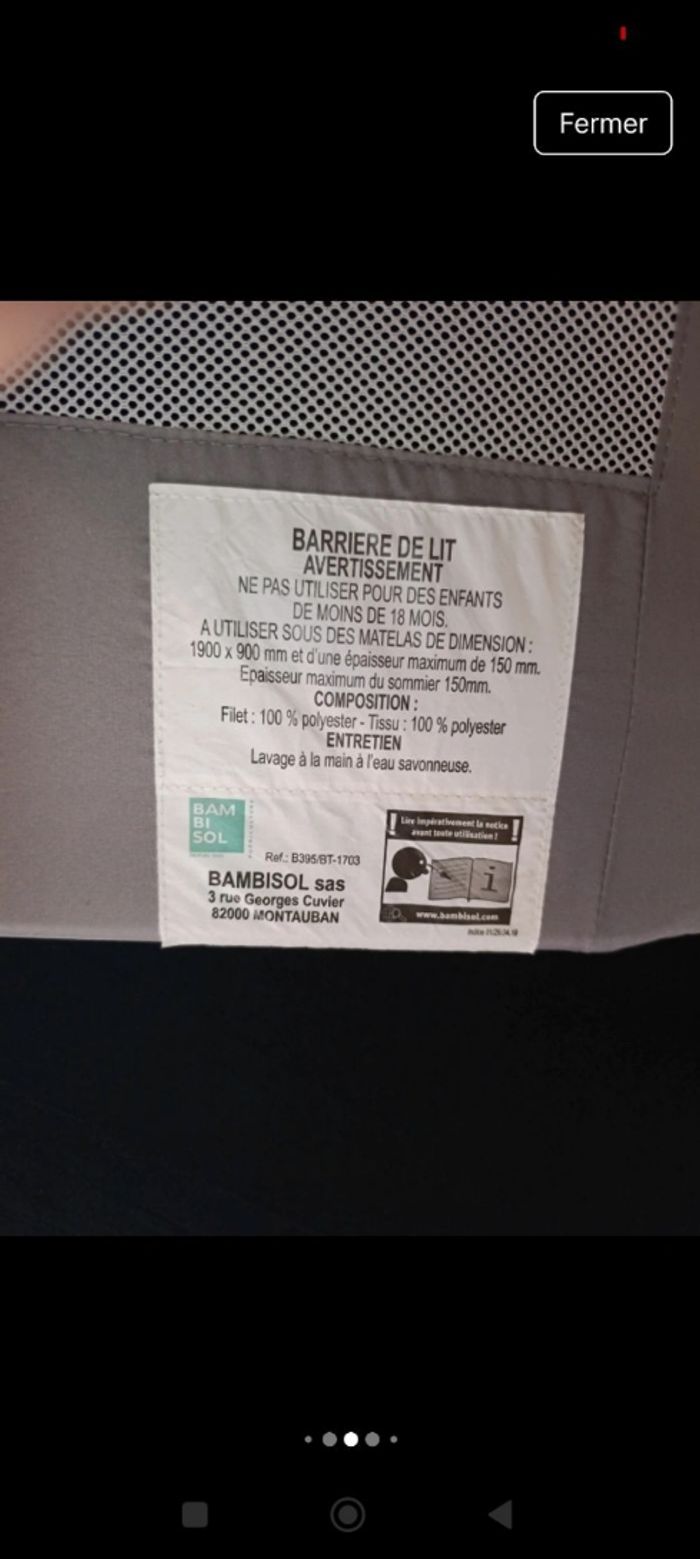 Fermer
BARRIERE DE LIT
AVERTISSEMENT
NE PAS UTILISER POUR DES ENFANTS
DE MOINS DE 18 MOIS.
A UTILISER SOUS DES MATELAS DE DIMENSION :
1900 x 900 mm et d'une épaisseur maximum de 150 mm.
Epaisseur maximum du sommier 150mm.
COMPOSITION :
Filet : 100 % polyester - Tissu : 100 % polyester
ENTRETIEN
Lavage à la main à l'eau savonneuse.
BAM
BI
SOL
Ref.: B395/BT-1703
BAMBISOL sas
3 rue Georges Cuvier
82000 MONTAUBAN
! Lire impérativement la notice !
avant toute utilisation !
i
www.bambisol.com